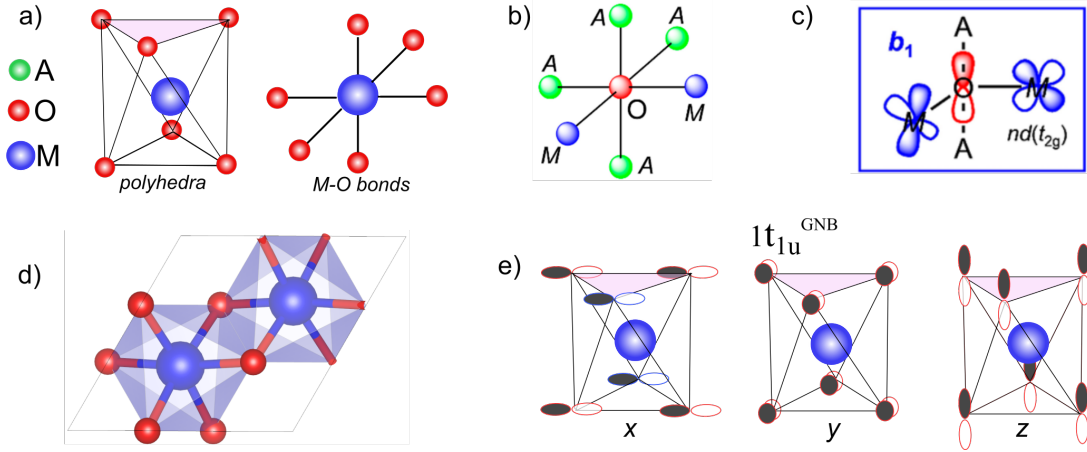 a)
A
O
M
polyhedra
M-O bonds
b)
A
A
A
A
O
M
M
A
c)
b₁
A
M
O
M
A
nd(t₂g)
d)
e)
1t₁ᵤ^GNB
x
y
z